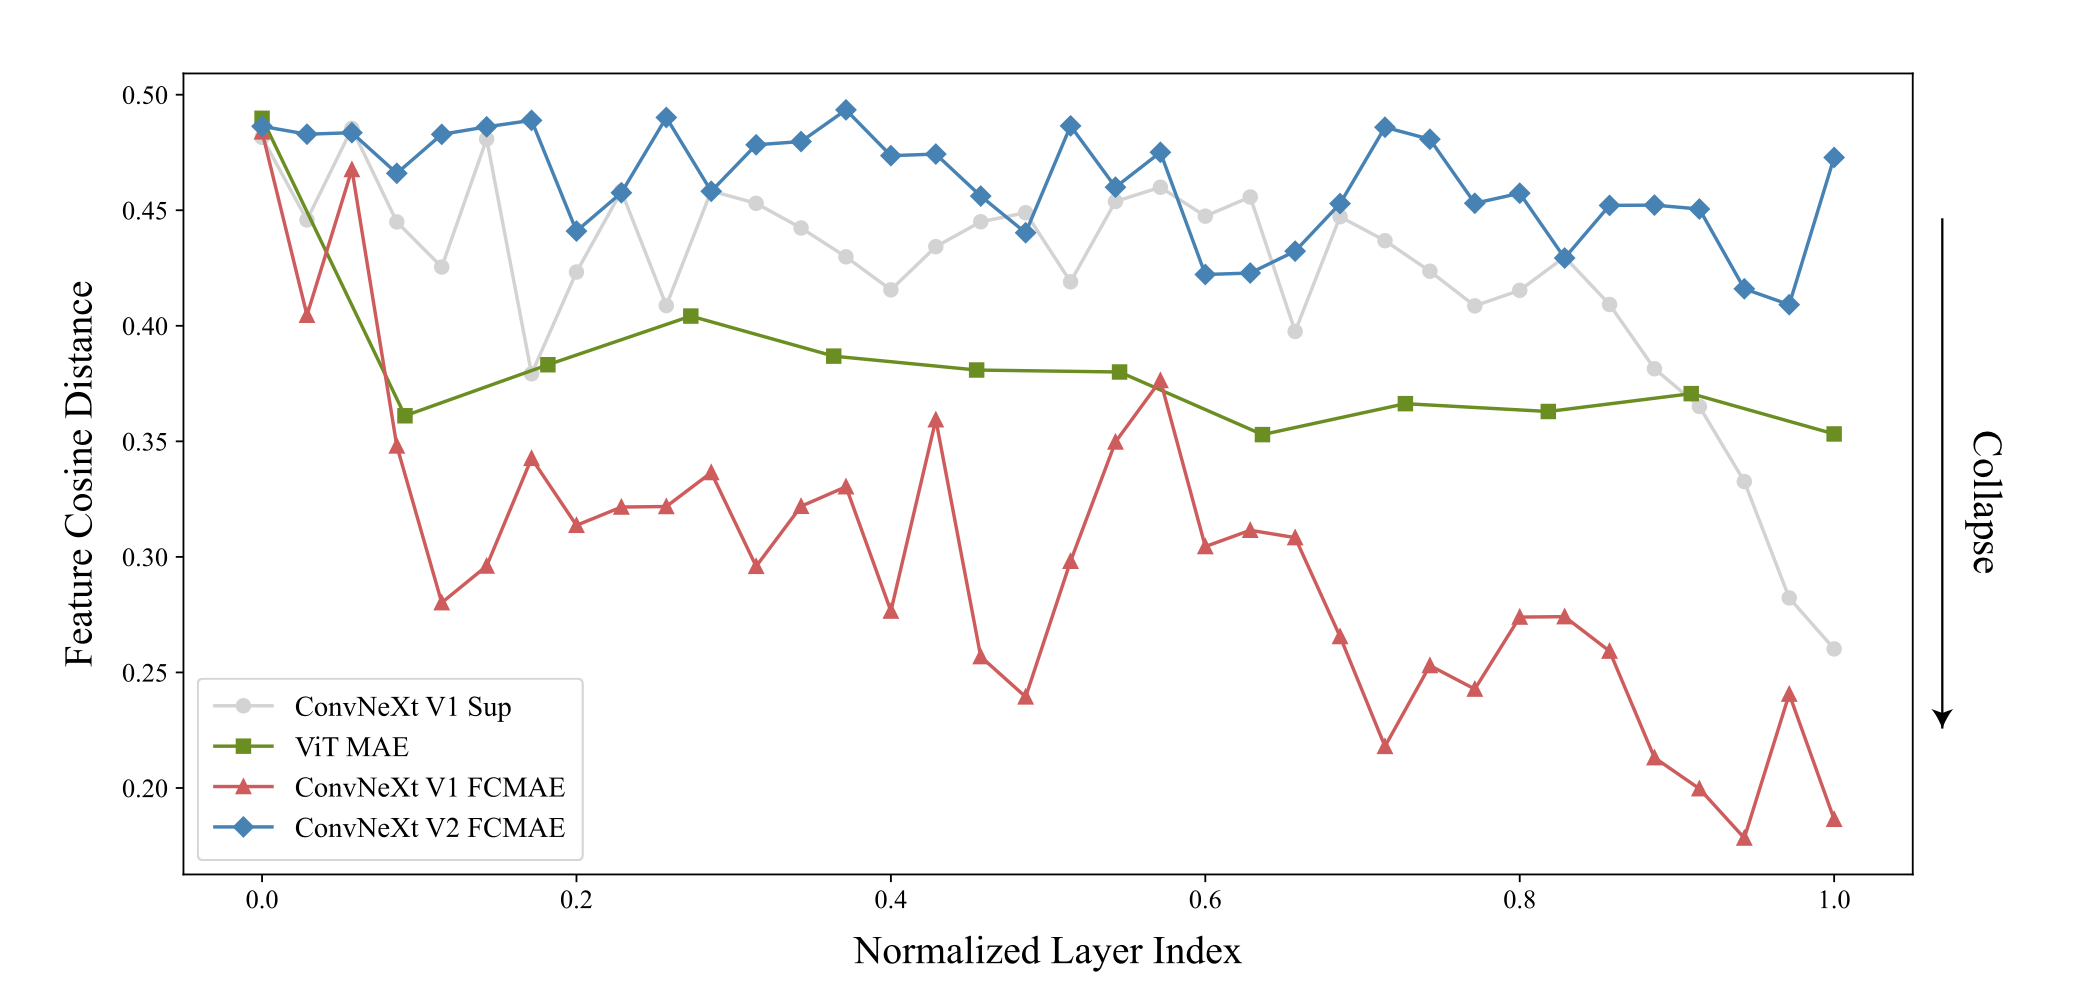 0.50
0.45
0.40
0.35
0.30
0.25
0.20
Feature Cosine Distance
ConvNeXt V1 Sup
ViT MAE
ConvNeXt V1 FCMAE
ConvNeXt V2 FCMAE
0.0 0.2 0.4 0.6 0.8 1.0
Normalized Layer Index
Collapse